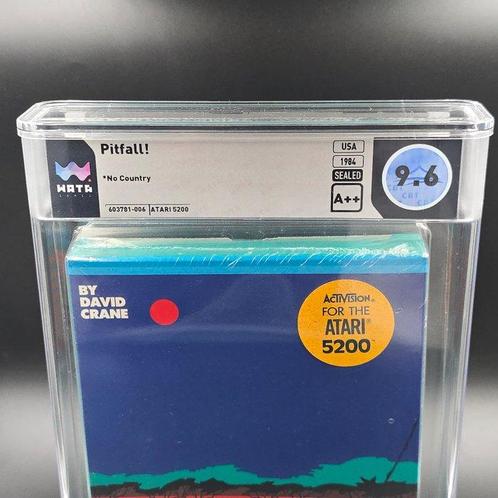 Pitfall!
*No Country
WATA
603781-006 ATARI 5200
USA
1984
SEALED
A++
9.6
BY
DAVID
CRANE
ACTIVISION®
FOR THE
ATARI®
5200™